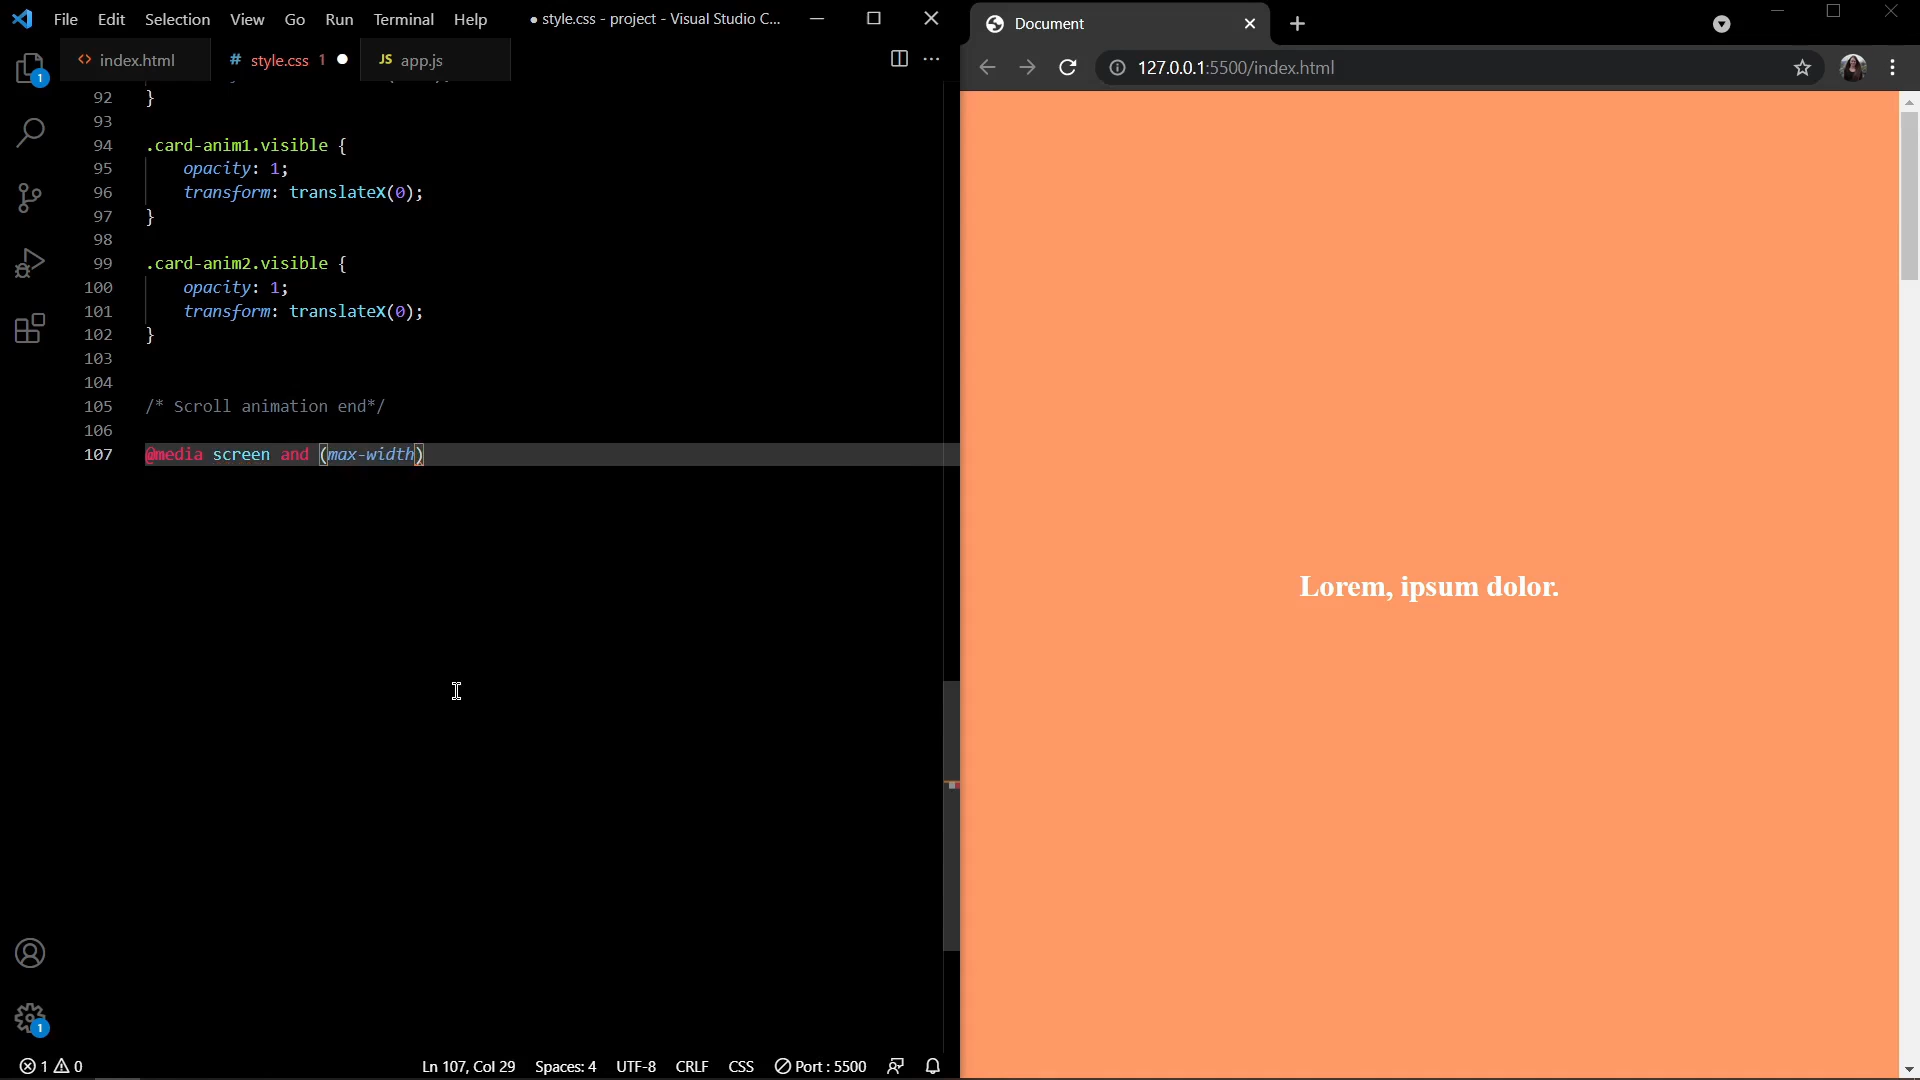 File Edit Selection View Go Run Terminal Help ● style.css - project - Visual Studio C...
<> index.html # style.css 1 ● JS app.js
92 }
93
94 .card-anim1.visible {
95 opacity: 1;
96 transform: translateX(0);
97 }
98
99 .card-anim2.visible {
100 opacity: 1;
101 transform: translateX(0);
102 }
103
104
105 /* Scroll animation end*/
106
107 @media screen and (max-width)
1
1
1 0 Ln 107, Col 29 Spaces: 4 UTF-8 CRLF CSS Port : 5500
Document
127.0.0.1:5500/index.html
Lorem, ipsum dolor.